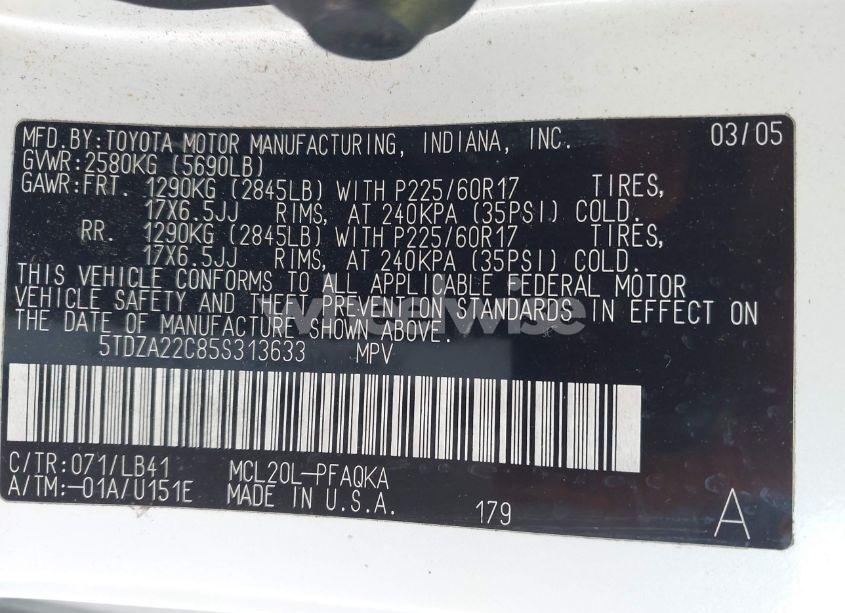 MFD.BY:TOYOTA MOTOR MANUFACTURING, INDIANA, INC. 03/05
GVWR:2580KG (5690LB)
GAWR:FRT. 1290KG (2845LB) WITH P225/60R17 TIRES,
17X6.5JJ RIMS, AT 240KPA (35PSI) COLD.
RR. 1290KG (2845LB) WITH P225/60R17 TIRES,
17X6.5JJ RIMS, AT 240KPA (35PSI) COLD.
THIS VEHICLE CONFORMS TO ALL APPLICABLE FEDERAL MOTOR
VEHICLE SAFETY AND THEFT PREVENTION STANDARDS IN EFFECT ON
THE DATE OF MANUFACTURE SHOWN ABOVE.
wheelwise
5TDZA22C85S313633 MPV
C/TR:071/LB41 MCL20L-PFAQKA
A/TM:-01A/U151E MADE IN U.S.A. 179 A